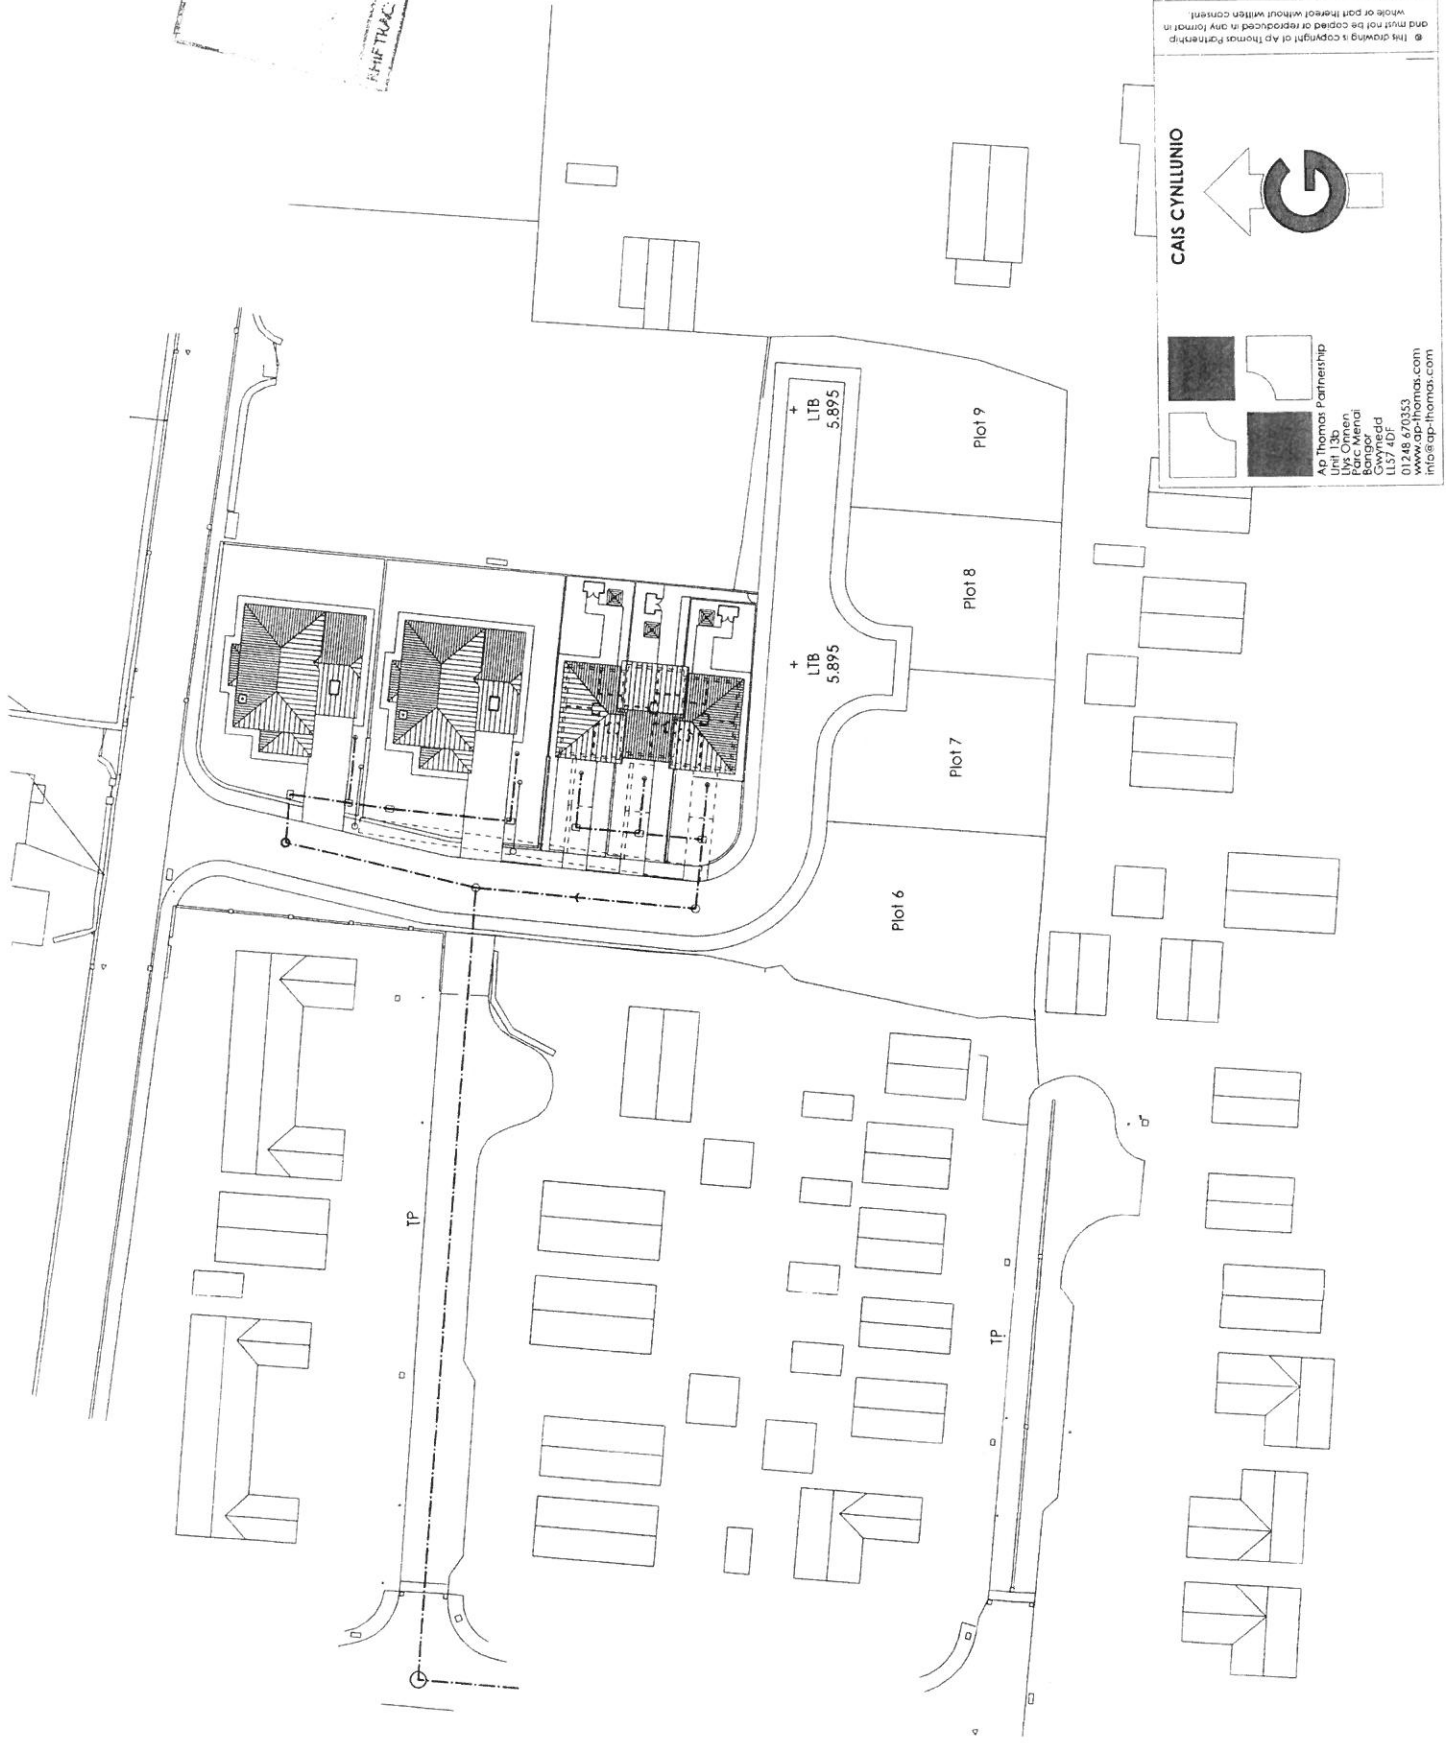 © This drawing is copyright of Ap Thomas Partnership
and must not be copied or reproduced in any format in
whole or part thereof without written consent.
CAIS CYNLLUNIO
G
Ap Thomas Partnership
Unit 13b
Llys Onnen
Parc Menai
Bangor
Gwynedd
LL57 4DF
01248 670353
www.ap-thomas.com
info@ap-thomas.com
+
LTB
5.895
+
LTB
5.895
Plot 9
Plot 8
Plot 7
Plot 6
TP
TP